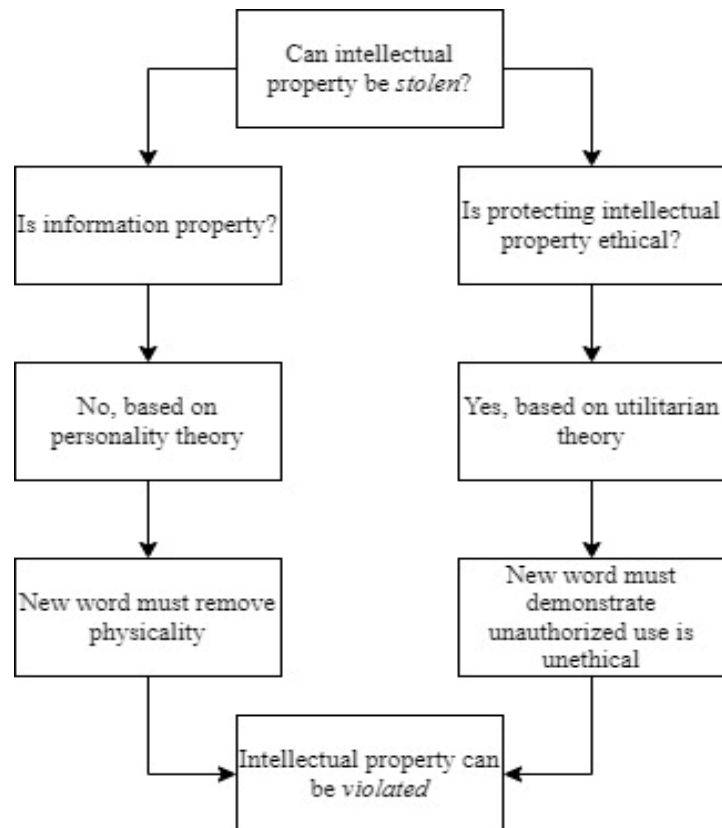 Can intellectual
property be stolen?
Is information property?
Is protecting intellectual
property ethical?
No, based on
personality theory
Yes, based on utilitarian
theory
New word must remove
physicality
New word must
demonstrate
unauthorized use is
unethical
Intellectual property can
be violated